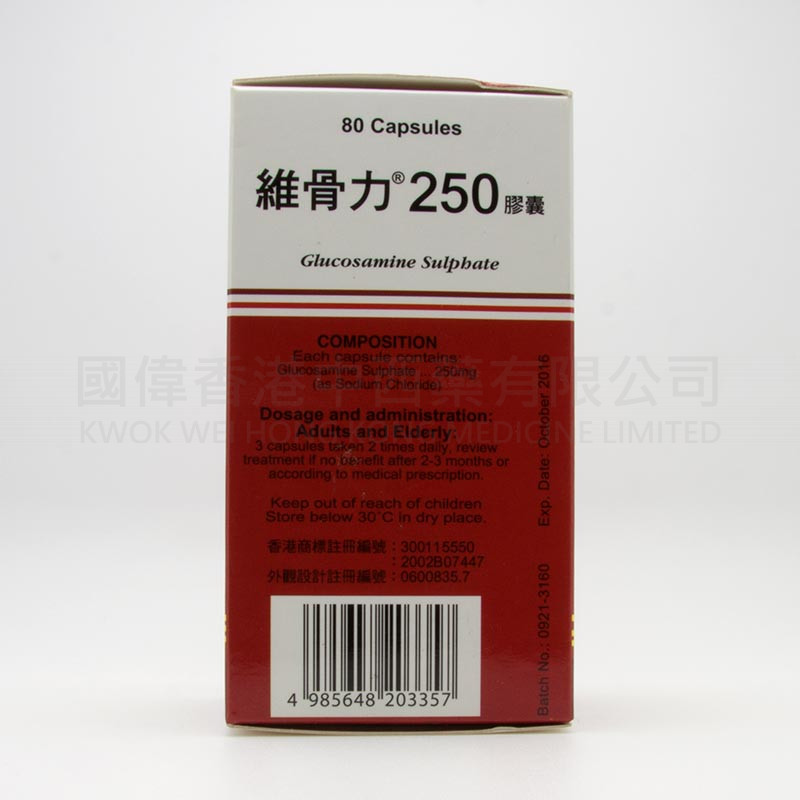 80 Capsules
維骨力® 250 膠囊
Glucosamine Sulphate
COMPOSITION
Each capsule contains:
Glucosamine Sulphate ... 250mg
(as Sodium Chloride)
Dosage and administration:
Adults and Elderly:
3 capsules taken 2 times daily, review
treatment if no benefit after 2-3 months or
according to medical prescription.
Keep out of reach of children
Store below 30°C in dry place.
香港商標註冊編號：300115550
：2002B07447
外觀設計註冊編號：0600835.7
4 985648 203357
Batch No.: 0921-3160 Exp. Date: October 2016
國偉香港中西藥有限公司
KWOK WEI HO MEDICINE LIMITED